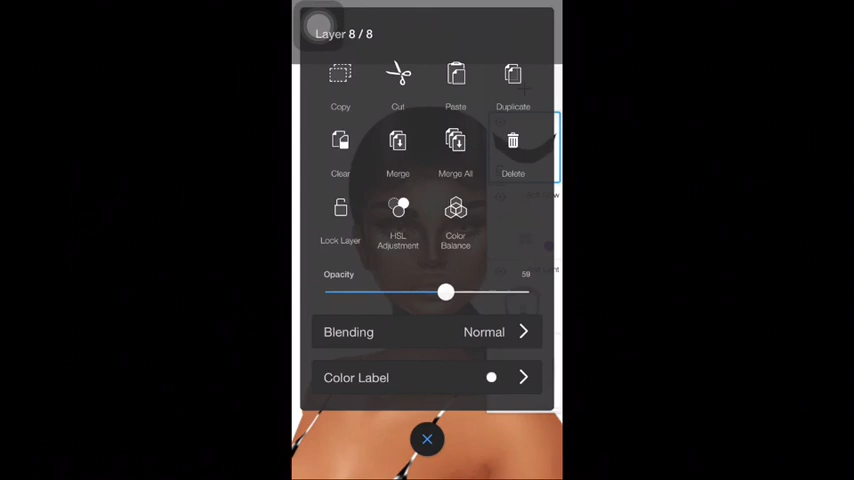 Layer 8 / 8
Copy Cut Paste Duplicate
Clear Merge Merge All Delete
Lock Layer HSL Adjustment Color Balance
Opacity 59
Blending Normal
Color Label